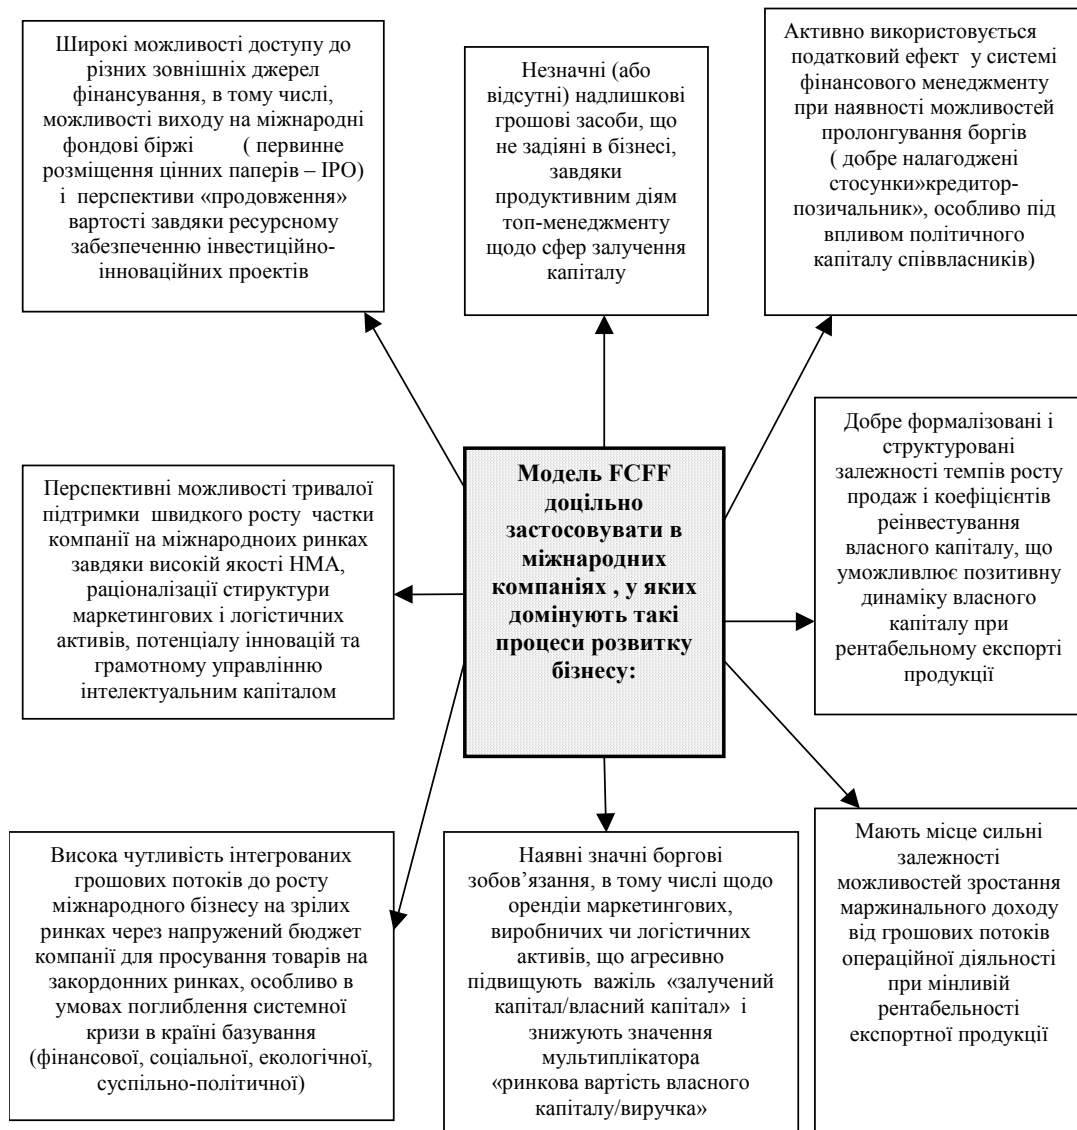 Широкі можливості доступу до
різних зовнішніх джерел
фінансування, в тому числі,
можливості виходу на міжнародні
фондові біржі ( первинне
розміщення цінних паперів – IPO)
і перспективи «продовження»
вартості завдяки ресурсному
забезпеченню інвестиційно-
інноваційних проектів
Незначні (або
відсутні) надлишкові
грошові засоби, що
не задіяні в бізнесі,
завдяки
продуктивним діям
топ-менеджменту
щодо сфер залучення
капіталу
Активно використовується
податковий ефект у системі
фінансового менеджменту
при наявності можливостей
пролонгування боргів
( добре налагоджені
стосунки»кредитор-
позичальник», особливо під
впливом політичного
капіталу співвласників)
Перспективні можливості тривалої
підтримки швидкого росту частки
компанії на міжнародноих ринках
завдяки високій якості НМА,
раціоналізації стируктури
маркетингових і логістичних
активів, потенціалу інновацій та
грамотному управлінню
інтелектуальним капіталом
Модель FCFF
доцільно
застосовувати в
міжнародних
компаніях , у яких
домінують такі
процеси розвитку
бізнесу:
Добре формалізовані і
структуровані
залежності темпів росту
продаж і коефіцієнтів
реінвестування
власного капіталу, що
уможливлює позитивну
динаміку власного
капіталу при
рентабельному експорті
продукції
Висока чутливість інтегрованих
грошових потоків до росту
міжнародного бізнесу на зрілих
ринках через напружений бюджет
компанії для просування товарів на
закордонних ринках, особливо в
умовах поглиблення системної
кризи в країні базування
(фінансової, соціальної, екологічної,
суспільно-політичної)
Наявні значні боргові
зобов’язання, в тому числі щодо
орендіи маркетингових,
виробничих чи логістичних
активів, що агресивно
підвищують важіль «залучений
капітал/власний капітал» і
знижують значення
мультиплікатора
«ринкова вартість власного
капіталу/виручка»
Мають місце сильні
залежності
можливостей зростання
маржинального доходу
від грошових потоків
операційної діяльності
при мінливій
рентабельності
експортної продукції